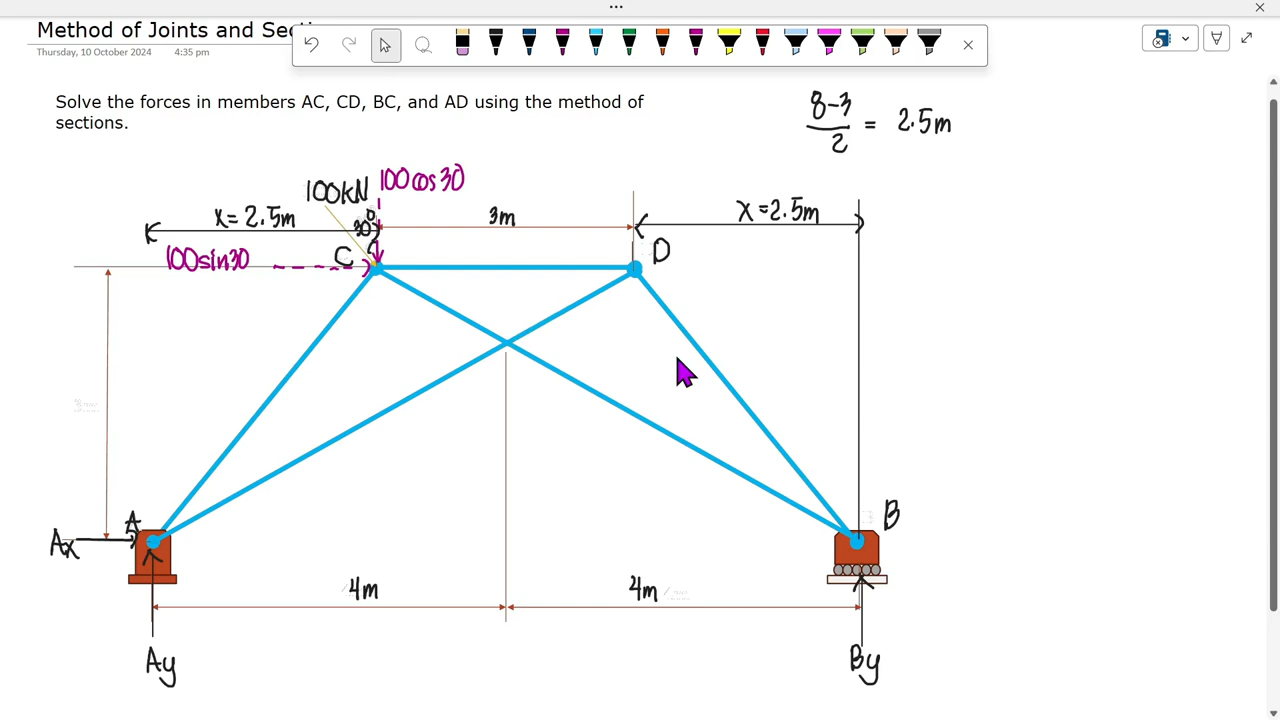 Method of Joints and Sec
Thursday, 10 October 2024 4:35 pm
Solve the forces in members AC, CD, BC, and AD using the method of
sections.
8-3
2
= 2.5m
100kN
100cos30
x = 2.5m
30°
3m
x = 2.5m
100sin30
C
D
A
Ax
B
4m
4m
Ay
By